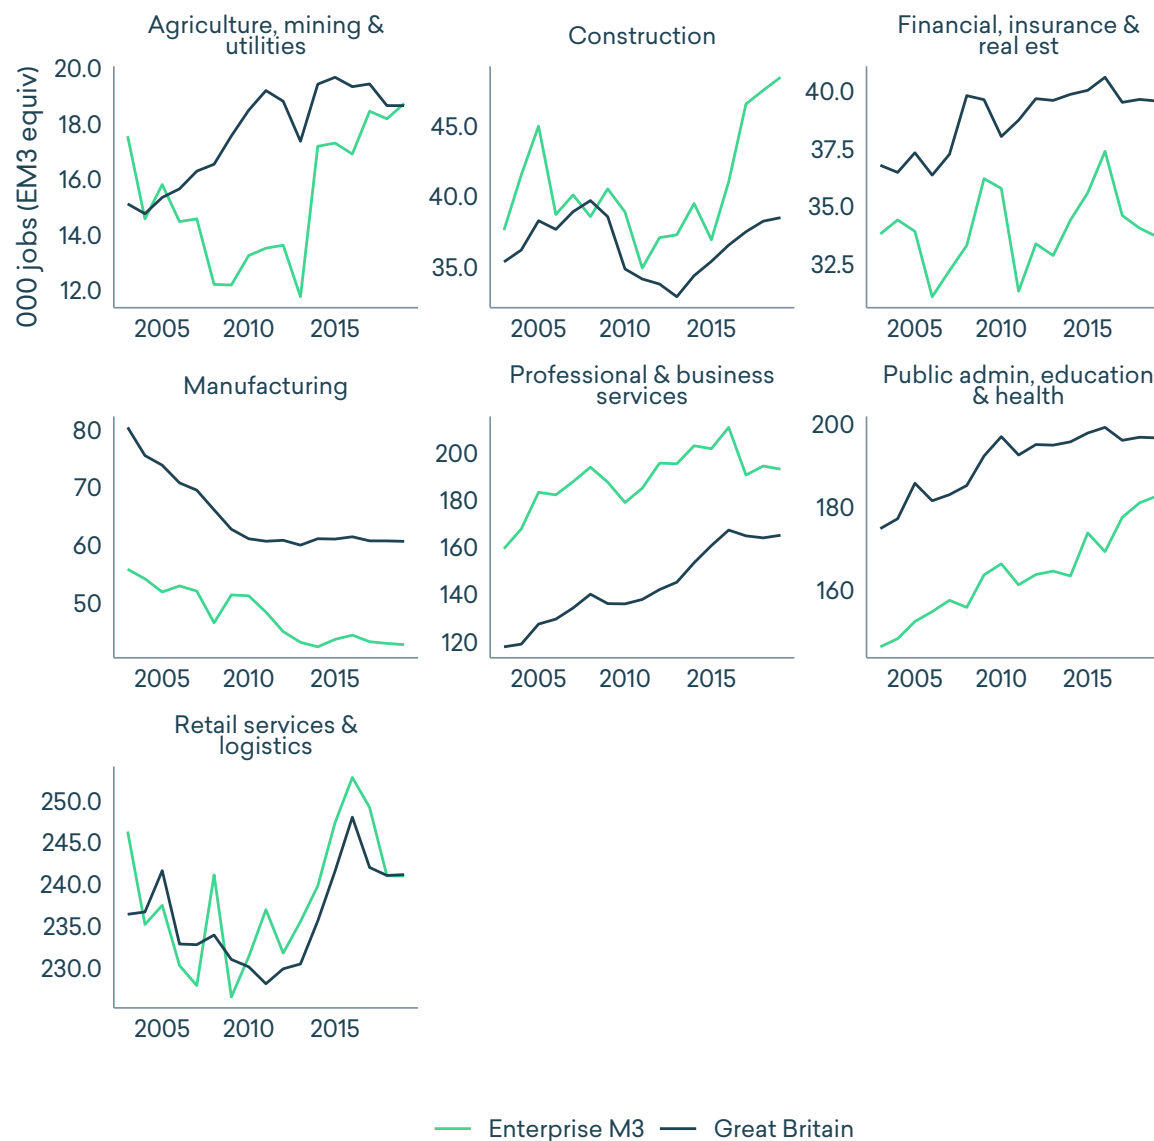 Agriculture, mining &
utilities
Construction
Financial, insurance &
real est
000 jobs (EM3 equiv)
20.0
18.0
16.0
14.0
12.0
2005 2010 2015
45.0
40.0
35.0
2005 2010 2015
40.0
37.5
35.0
32.5
2005 2010 2015
Manufacturing
Professional & business
services
Public admin, education
& health
80
70
60
50
2005 2010 2015
200
180
160
140
120
2005 2010 2015
200
180
160
2005 2010 2015
Retail services &
logistics
250.0
245.0
240.0
235.0
230.0
2005 2010 2015
Enterprise M3 Great Britain